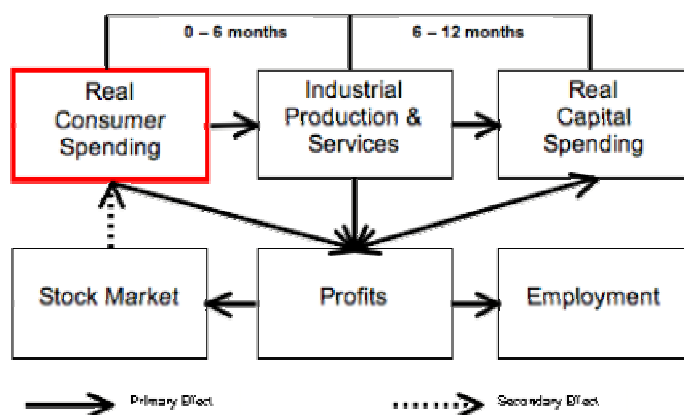 0 – 6 months
6 – 12 months
Real
Consumer
Spending
Industrial
Production &
Services
Real
Capital
Spending
Stock Market
Profits
Employment
Primary Effect
Secondary Effect